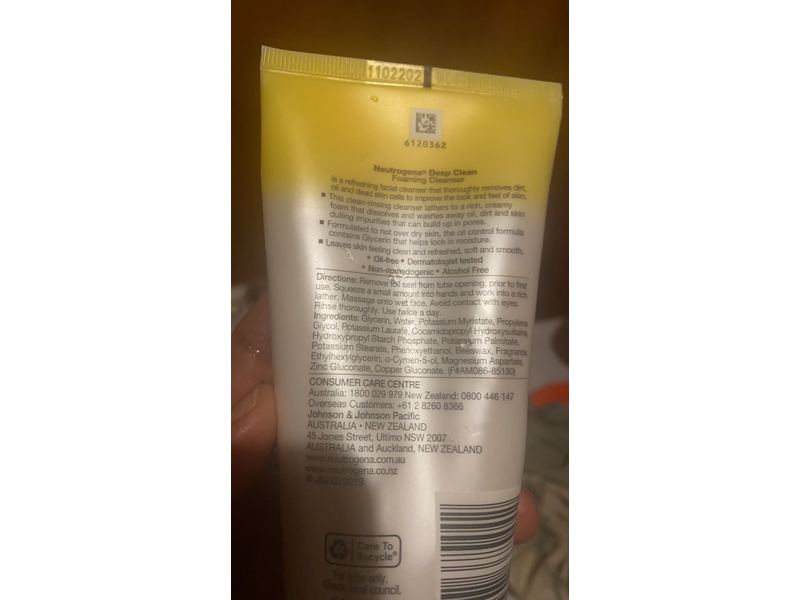 1102202
6120362
Neutrogena® Deep Clean
Foaming Cleanser
is a refreshing facial cleanser that thoroughly removes dirt,
oil and dead skin cells to improve the look and feel of skin.
▪ This clean-rinsing cleanser lathers to a rich, creamy
foam that dissolves and washes away oil, dirt and skin
dulling impurities that can build up in pores.
▪ Formulated to not over dry skin, the oil control formula
contains Glycerin that helps lock in moisture.
▪ Leaves skin feeling clean and refreshed, soft and smooth.
• Oil-free • Dermatologist tested
• Non-comedogenic • Alcohol Free
Directions: Remove foil seal from tube opening, prior to first
use. Squeeze a small amount into hands and work into a rich
lather. Massage onto wet face. Avoid contact with eyes.
Rinse thoroughly. Use twice a day.
Ingredients: Glycerin, Water, Potassium Myristate, Propylene
Glycol, Potassium Laurate, Cocamidopropyl Hydroxysultaine,
Hydroxypropyl Starch Phosphate, Potassium Palmitate,
Potassium Stearate, Phenoxyethanol, Beeswax, Fragrance,
Ethylhexylglycerin, o-Cymen-5-ol, Magnesium Aspartate,
Zinc Gluconate, Copper Gluconate. (F#AM086-85180)
CONSUMER CARE CENTRE
Australia: 1800 029 979 New Zealand: 0800 446 147
Overseas Customers: +61 2 8260 8366
Johnson & Johnson Pacific
AUSTRALIA • NEW ZEALAND
45 Jones Street, Ultimo NSW 2007
AUSTRALIA and Auckland, NEW ZEALAND
www.neutrogena.com.au
www.neutrogena.co.nz
© J&J CI 2019
Care To
Recycle®
For tube only.
Check local council.